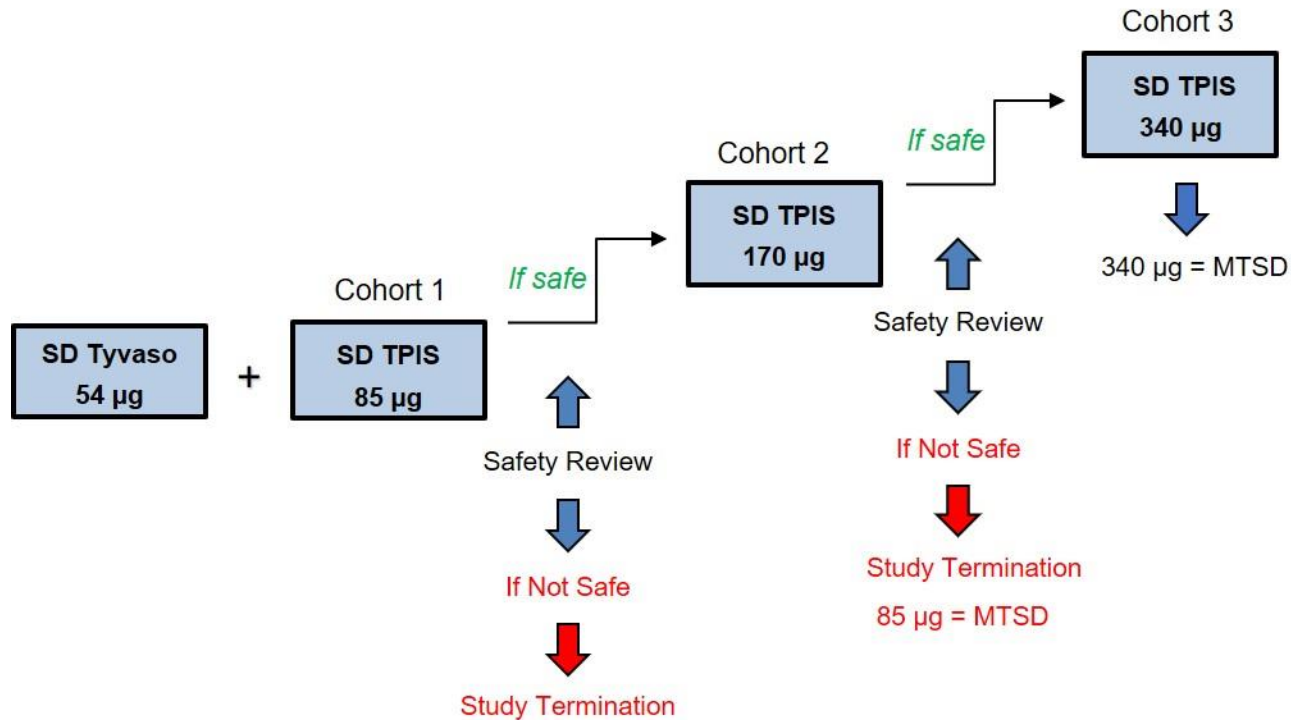 Cohort 3
SD TPIS
340 µg
If safe
Cohort 2
SD TPIS
170 µg
340 µg = MTSD
If safe
Cohort 1
Safety Review
SD Tyvaso
54 µg
+
SD TPIS
85 µg
If Not Safe
Safety Review
Study Termination
85 µg = MTSD
If Not Safe
Study Termination